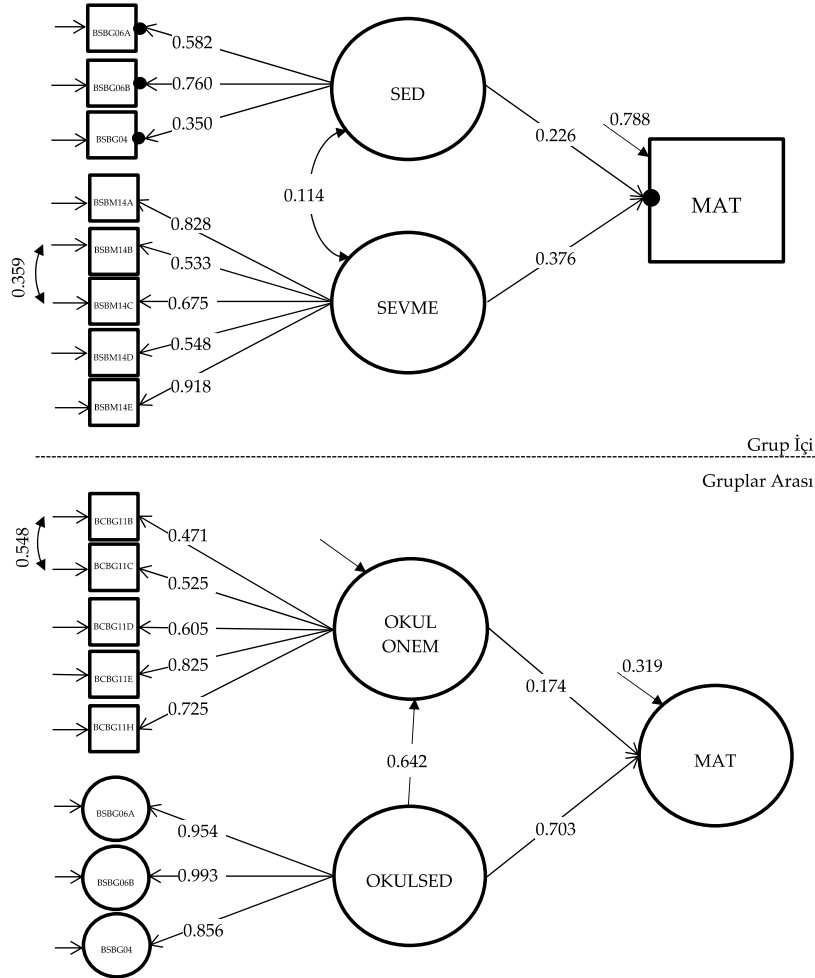 BSBG06A
0.582
BSBG06B
0.760
SED
BSBG04
0.350
0.788
0.226
BSBM14A
0.828
0.114
MAT
0.359
BSBM14B
0.533
BSBM14C
0.675
SEVME
0.376
BSBM14D
0.548
BSBM14E
0.918
Grup İçi
Gruplar Arası
BCBG11B
0.471
0.548
BCBG11C
0.525
BCBG11D
0.605
OKUL
ONEM
BCBG11E
0.825
0.174
0.319
BCBG11H
0.725
0.642
MAT
BSBG06A
0.954
0.703
BSBG06B
0.993
OKULSED
BSBG04
0.856